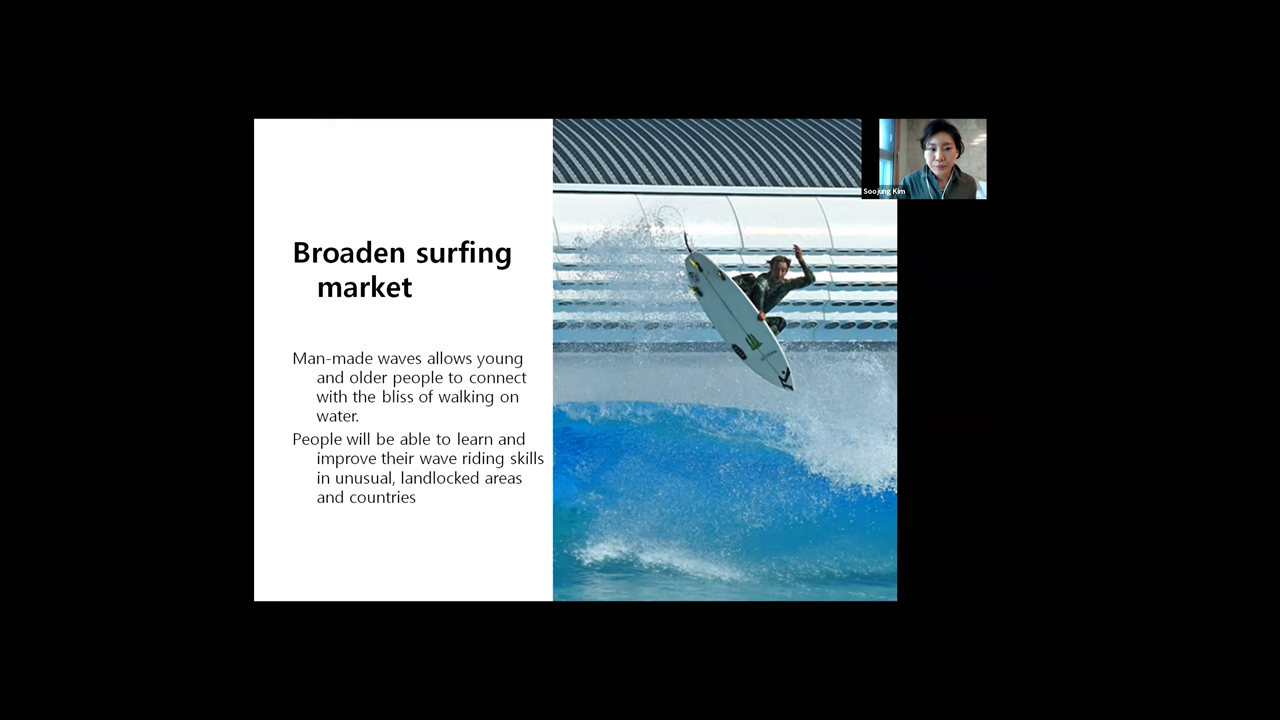 Broaden surfing
market
Man-made waves allows young
and older people to connect
with the bliss of walking on
water.
People will be able to learn and
improve their wave riding skills
in unusual, landlocked areas
and countries
Soojung Kim